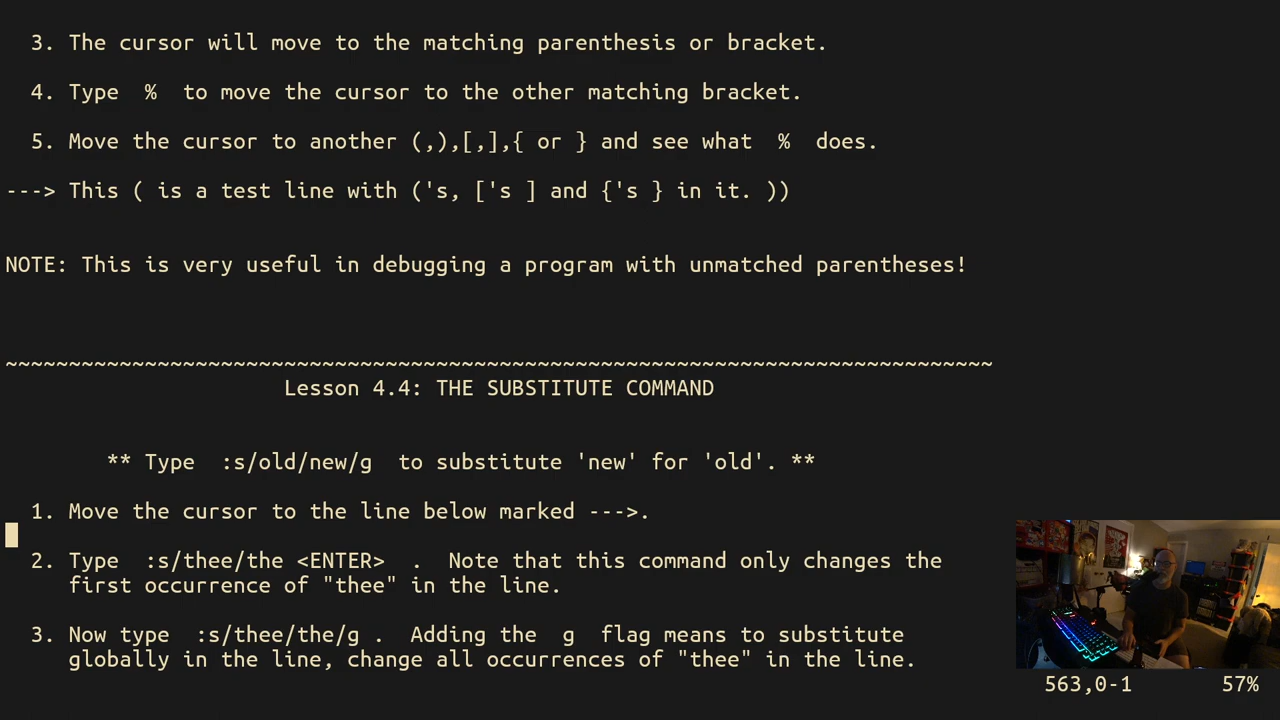 3. The cursor will move to the matching parenthesis or bracket.
4. Type  %  to move the cursor to the other matching bracket.
5. Move the cursor to another (,),[,],{ or } and see what  %  does.
---> This ( is a test line with ('s, ['s ] and {'s } in it. ))
NOTE: This is very useful in debugging a program with unmatched parentheses!
~~~~~~~~~~~~~~~~~~~~~~~~~~~~~~~~~~~~~~~~~~~~~~~~~~~~~~~~~~~~~~~~~~~~~~~~~~~~~~
Lesson 4.4: THE SUBSTITUTE COMMAND
** Type  :s/old/new/g  to substitute 'new' for 'old'. **
1. Move the cursor to the line below marked --->.
2. Type  :s/thee/the <ENTER>  .  Note that this command only changes the
first occurrence of "thee" in the line.
3. Now type  :s/thee/the/g .  Adding the  g  flag means to substitute
globally in the line, change all occurrences of "thee" in the line.
563,0-1 57%